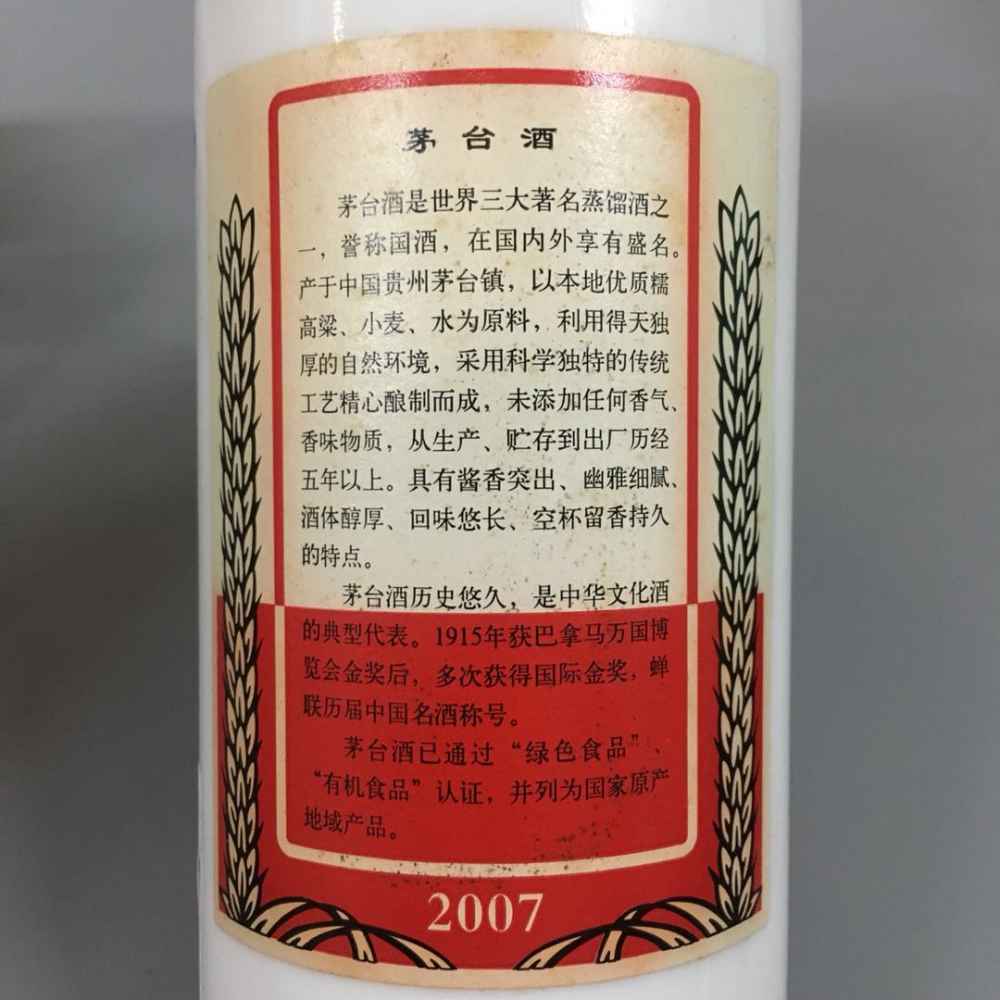 茅台酒
茅台酒是世界三大著名蒸馏酒之
一，誉称国酒，在国内外享有盛名。
产于中国贵州茅台镇，以本地优质糯
高粱、小麦、水为原料，利用得天独
厚的自然环境，采用科学独特的传统
工艺精心酿制而成，未添加任何香气、
香味物质，从生产、贮存到出厂历经
五年以上。具有酱香突出、幽雅细腻、
酒体醇厚、回味悠长、空杯留香持久
的特点。
茅台酒历史悠久，是中华文化酒
的典型代表。1915年获巴拿马万国博
览会金奖后，多次获得国际金奖，蝉
联历届中国名酒称号。
茅台酒已通过“绿色食品”、
“有机食品”认证，并列为国家原产
地域产品。
2007